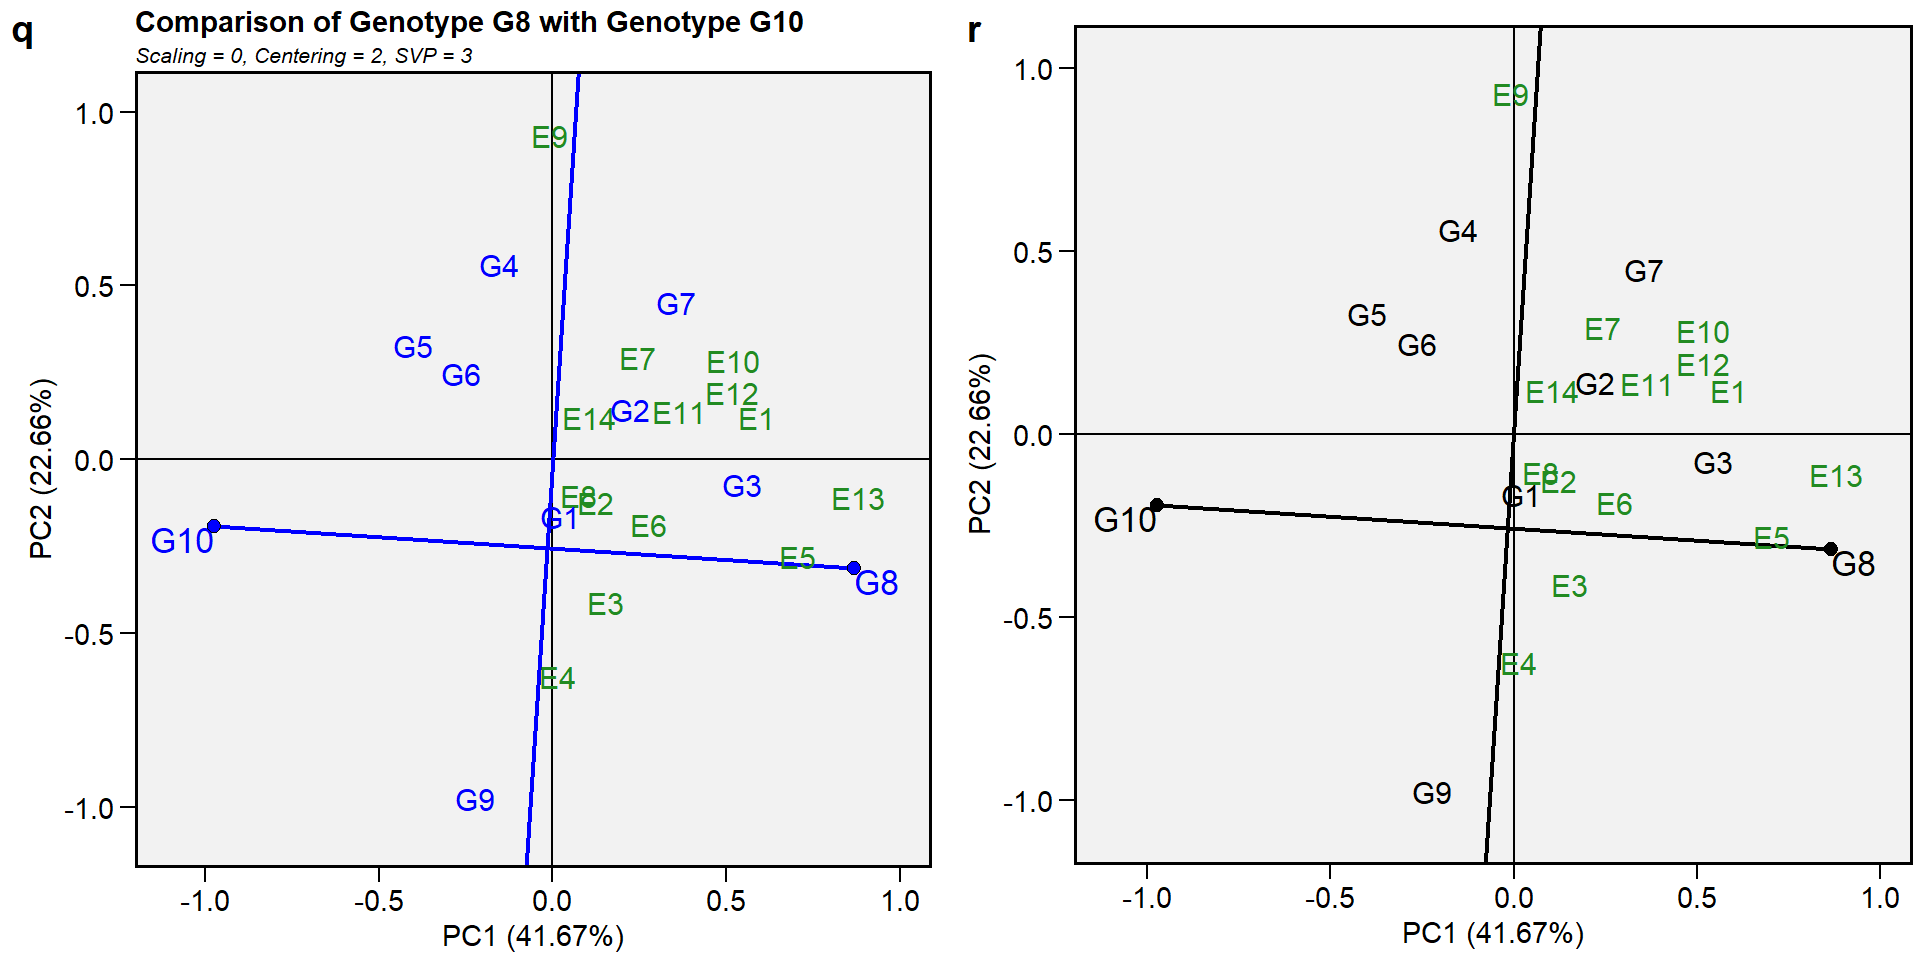 q
Comparison of Genotype G8 with Genotype G10
Scaling = 0, Centering = 2, SVP = 3
PC2 (22.66%)
1.0
0.5
0.0
-0.5
-1.0
E9
G4
G7
G5
G6
E7
E10
E12
G2
E14
E11
E1
G3
E8
E2
E13
G1
E6
G10
E5
G8
E3
E4
G9
-1.0
-0.5
0.0
0.5
1.0
PC1 (41.67%)
r
PC2 (22.66%)
1.0
0.5
0.0
-0.5
-1.0
E9
G4
G7
G5
G6
E7
E10
E12
G2
E14
E11
E1
G3
E8
E2
E13
G1
E6
G10
E5
G8
E3
E4
G9
-1.0
-0.5
0.0
0.5
1.0
PC1 (41.67%)